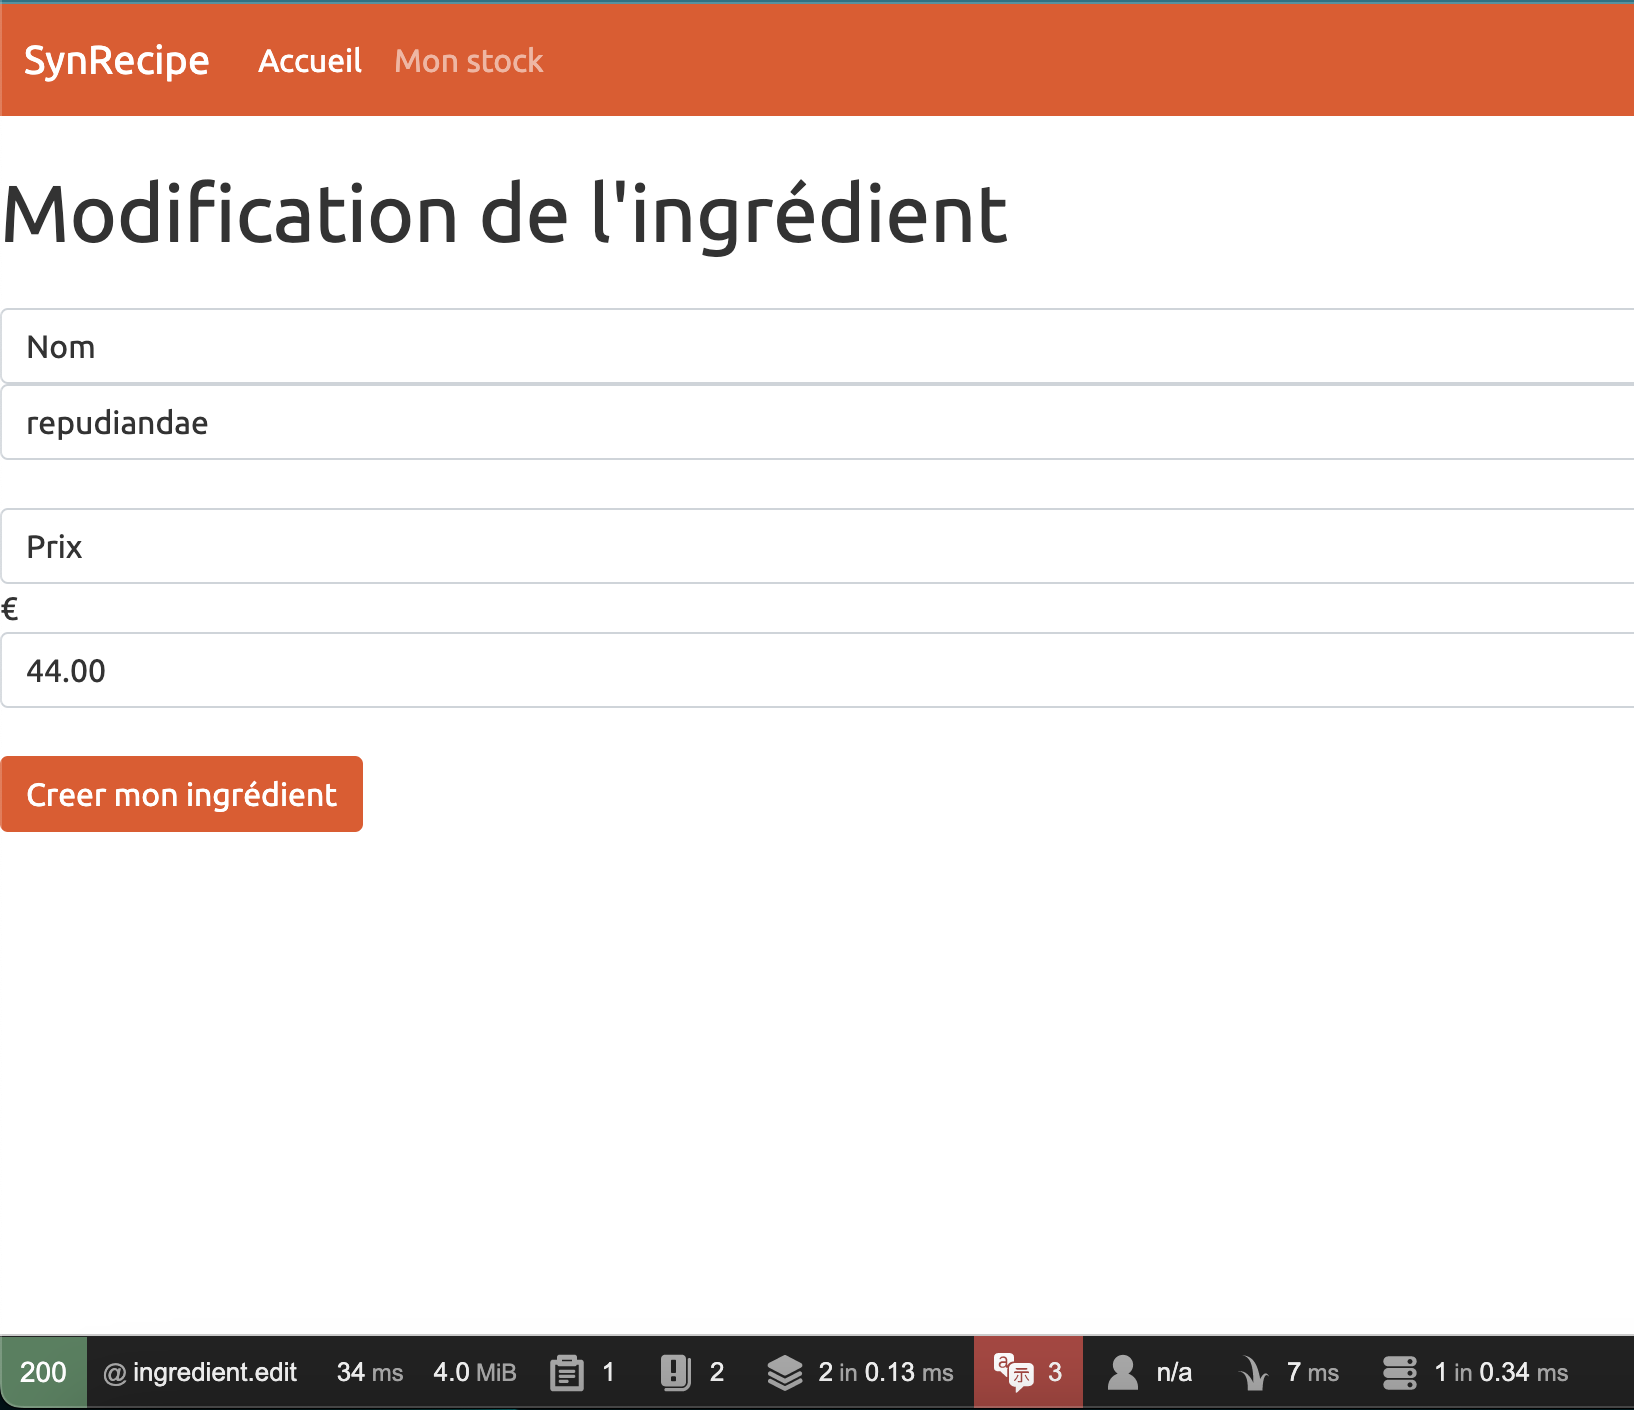 SynRecipe Accueil Mon stock
Modification de l'ingrédient
Nom
repudiandae
Prix
€
44.00
Creer mon ingrédient
200 @ ingredient.edit 34 ms 4.0 MiB 1 2 2 in 0.13 ms 3 n/a 7 ms 1 in 0.34 ms